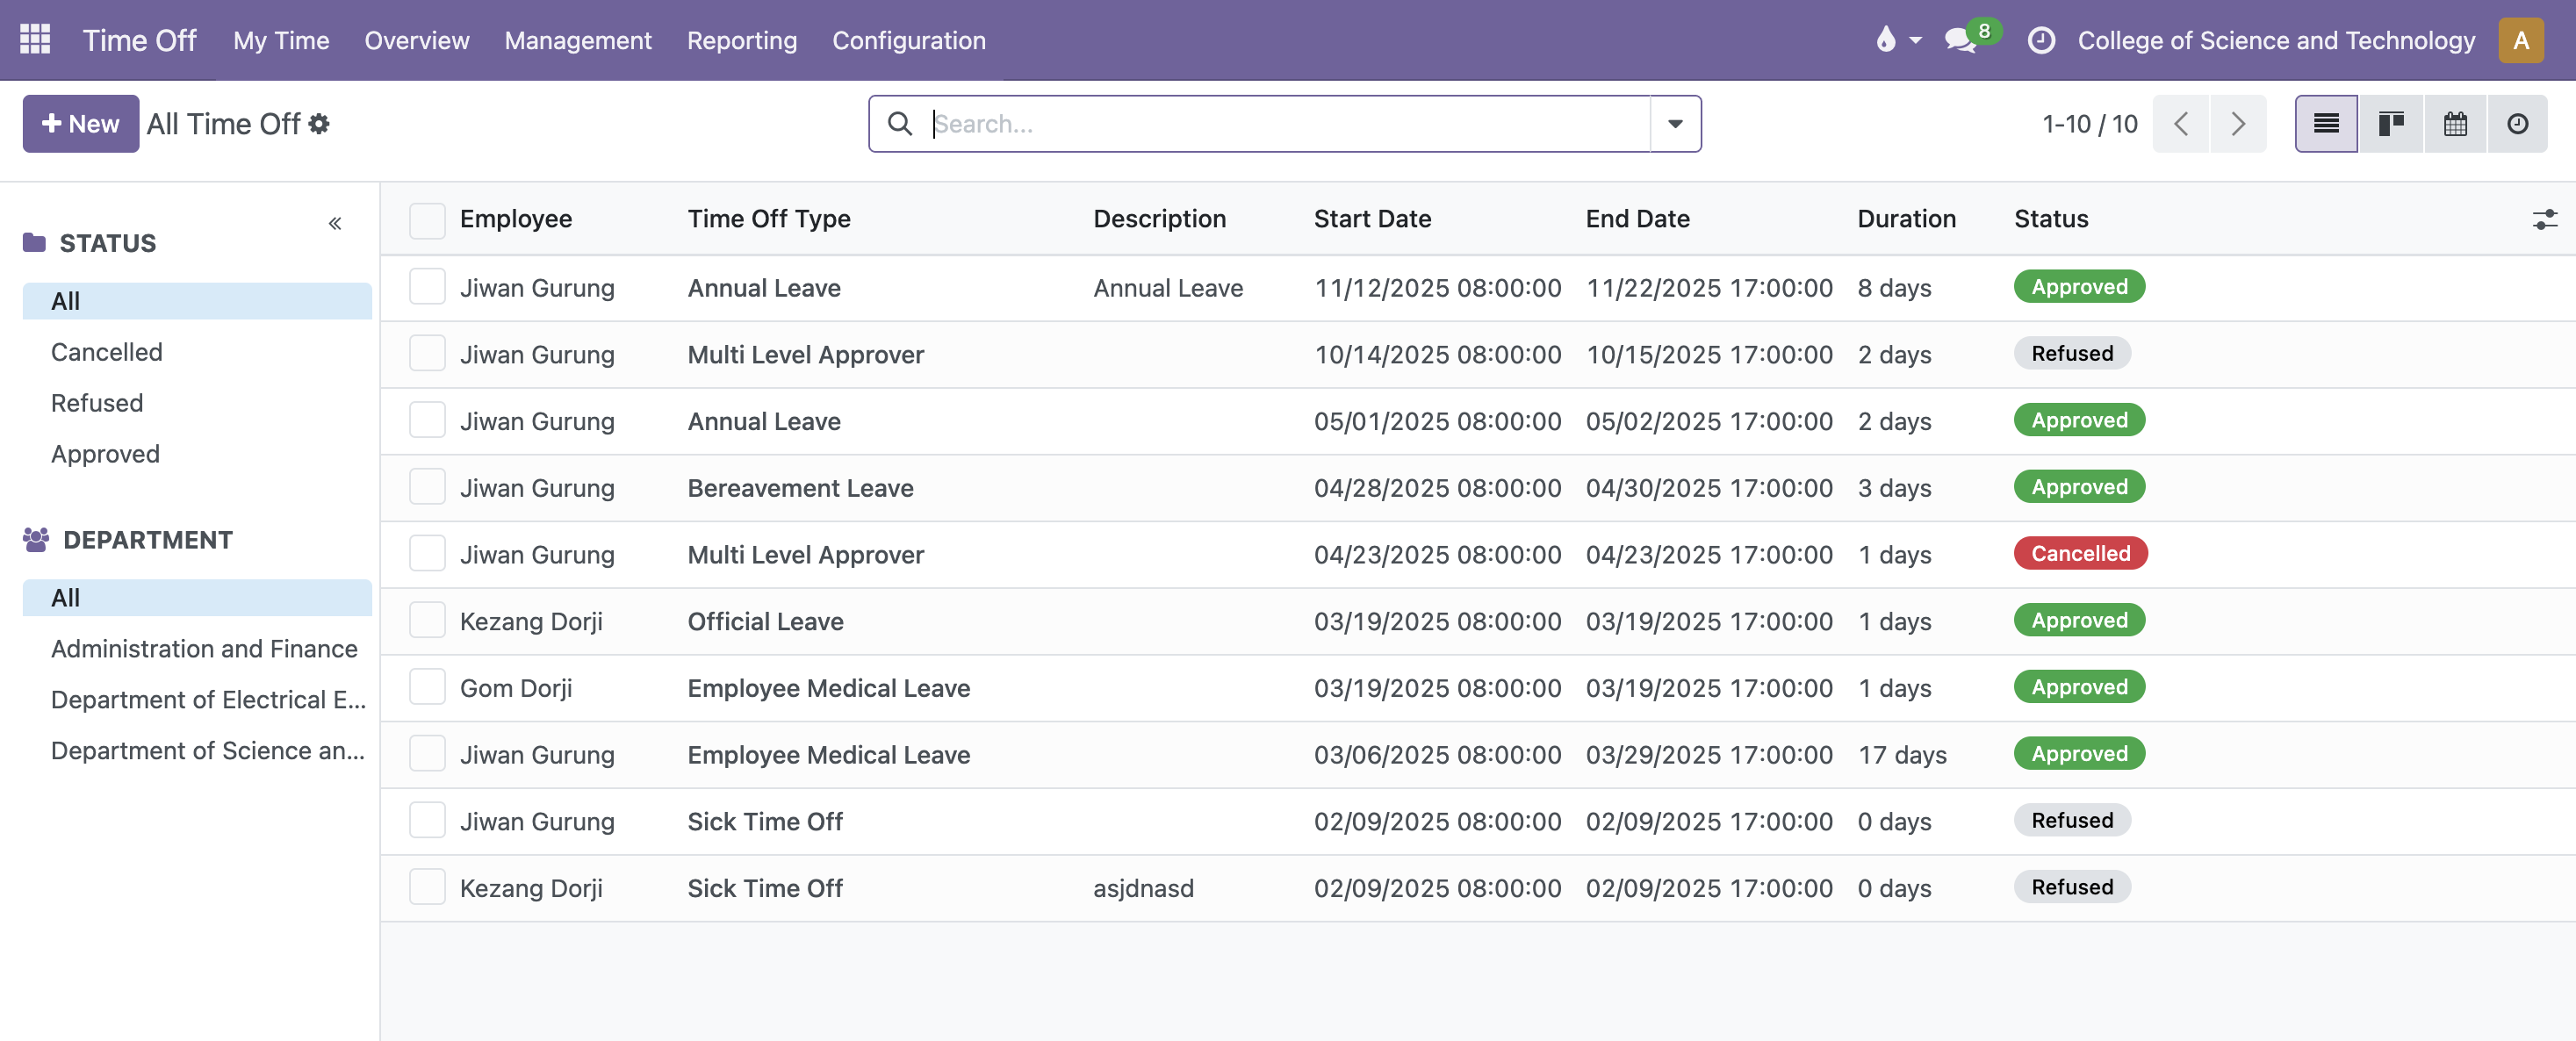 Time Off My Time Overview Management Reporting Configuration 8 College of Science and Technology A
New All Time Off Search... 1-10 / 10
STATUS
All
Cancelled
Refused
Approved
DEPARTMENT
All
Administration and Finance
Department of Electrical E...
Department of Science an...
Employee Time Off Type Description Start Date End Date Duration Status
Jiwan Gurung Annual Leave Annual Leave 11/12/2025 08:00:00 11/22/2025 17:00:00 8 days Approved
Jiwan Gurung Multi Level Approver 10/14/2025 08:00:00 10/15/2025 17:00:00 2 days Refused
Jiwan Gurung Annual Leave 05/01/2025 08:00:00 05/02/2025 17:00:00 2 days Approved
Jiwan Gurung Bereavement Leave 04/28/2025 08:00:00 04/30/2025 17:00:00 3 days Approved
Jiwan Gurung Multi Level Approver 04/23/2025 08:00:00 04/23/2025 17:00:00 1 days Cancelled
Kezang Dorji Official Leave 03/19/2025 08:00:00 03/19/2025 17:00:00 1 days Approved
Gom Dorji Employee Medical Leave 03/19/2025 08:00:00 03/19/2025 17:00:00 1 days Approved
Jiwan Gurung Employee Medical Leave 03/06/2025 08:00:00 03/29/2025 17:00:00 17 days Approved
Jiwan Gurung Sick Time Off 02/09/2025 08:00:00 02/09/2025 17:00:00 0 days Refused
Kezang Dorji Sick Time Off asjdnasd 02/09/2025 08:00:00 02/09/2025 17:00:00 0 days Refused